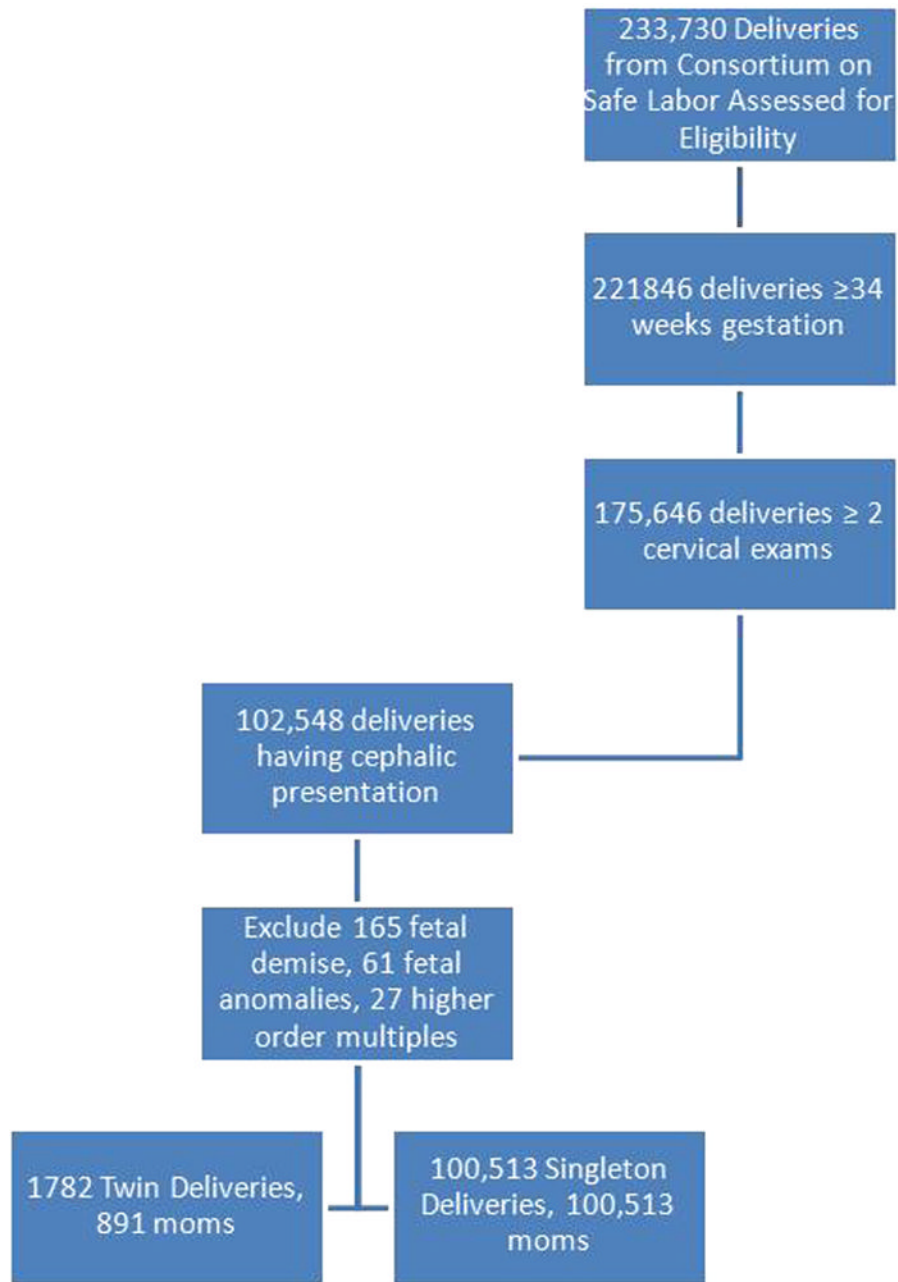 233,730 Deliveries
from Consortium on
Safe Labor Assessed for
Eligibility
221846 deliveries ≥34
weeks gestation
175,646 deliveries ≥ 2
cervical exams
102,548 deliveries
having cephalic
presentation
Exclude 165 fetal
demise, 61 fetal
anomalies, 27 higher
order multiples
1782 Twin Deliveries,
891 moms
100,513 Singleton
Deliveries, 100,513
moms